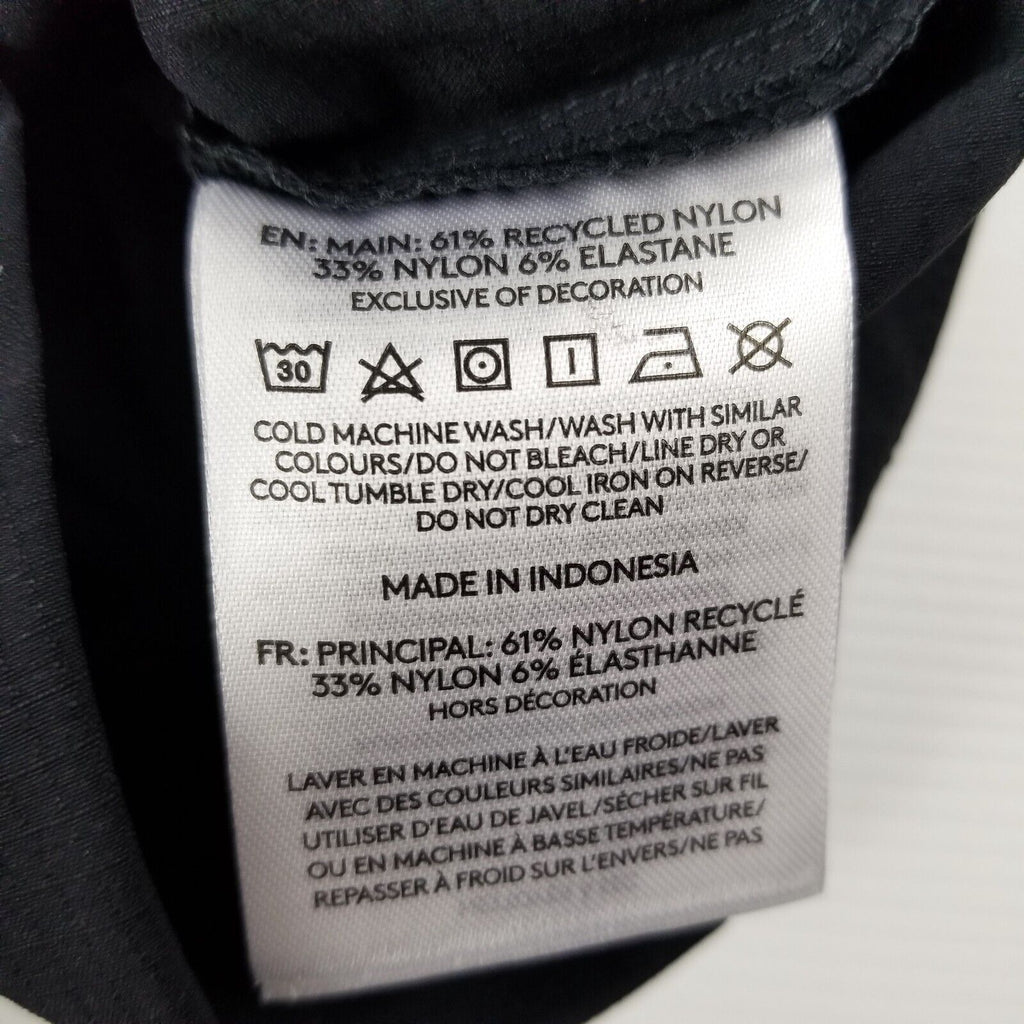 EN: MAIN: 61% RECYCLED NYLON
33% NYLON 6% ELASTANE
EXCLUSIVE OF DECORATION
30
COLD MACHINE WASH/WASH WITH SIMILAR
COLOURS/DO NOT BLEACH/LINE DRY OR
COOL TUMBLE DRY/COOL IRON ON REVERSE/
DO NOT DRY CLEAN
MADE IN INDONESIA
FR: PRINCIPAL: 61% NYLON RECYCLÉ
33% NYLON 6% ÉLASTHANNE
HORS DÉCORATION
LAVER EN MACHINE À L'EAU FROIDE/LAVER
AVEC DES COULEURS SIMILAIRES/NE PAS
UTILISER D'EAU DE JAVEL/SÉCHER SUR FIL
OU EN MACHINE À BASSE TEMPÉRATURE/
REPASSER À FROID SUR L'ENVERS/NE PAS